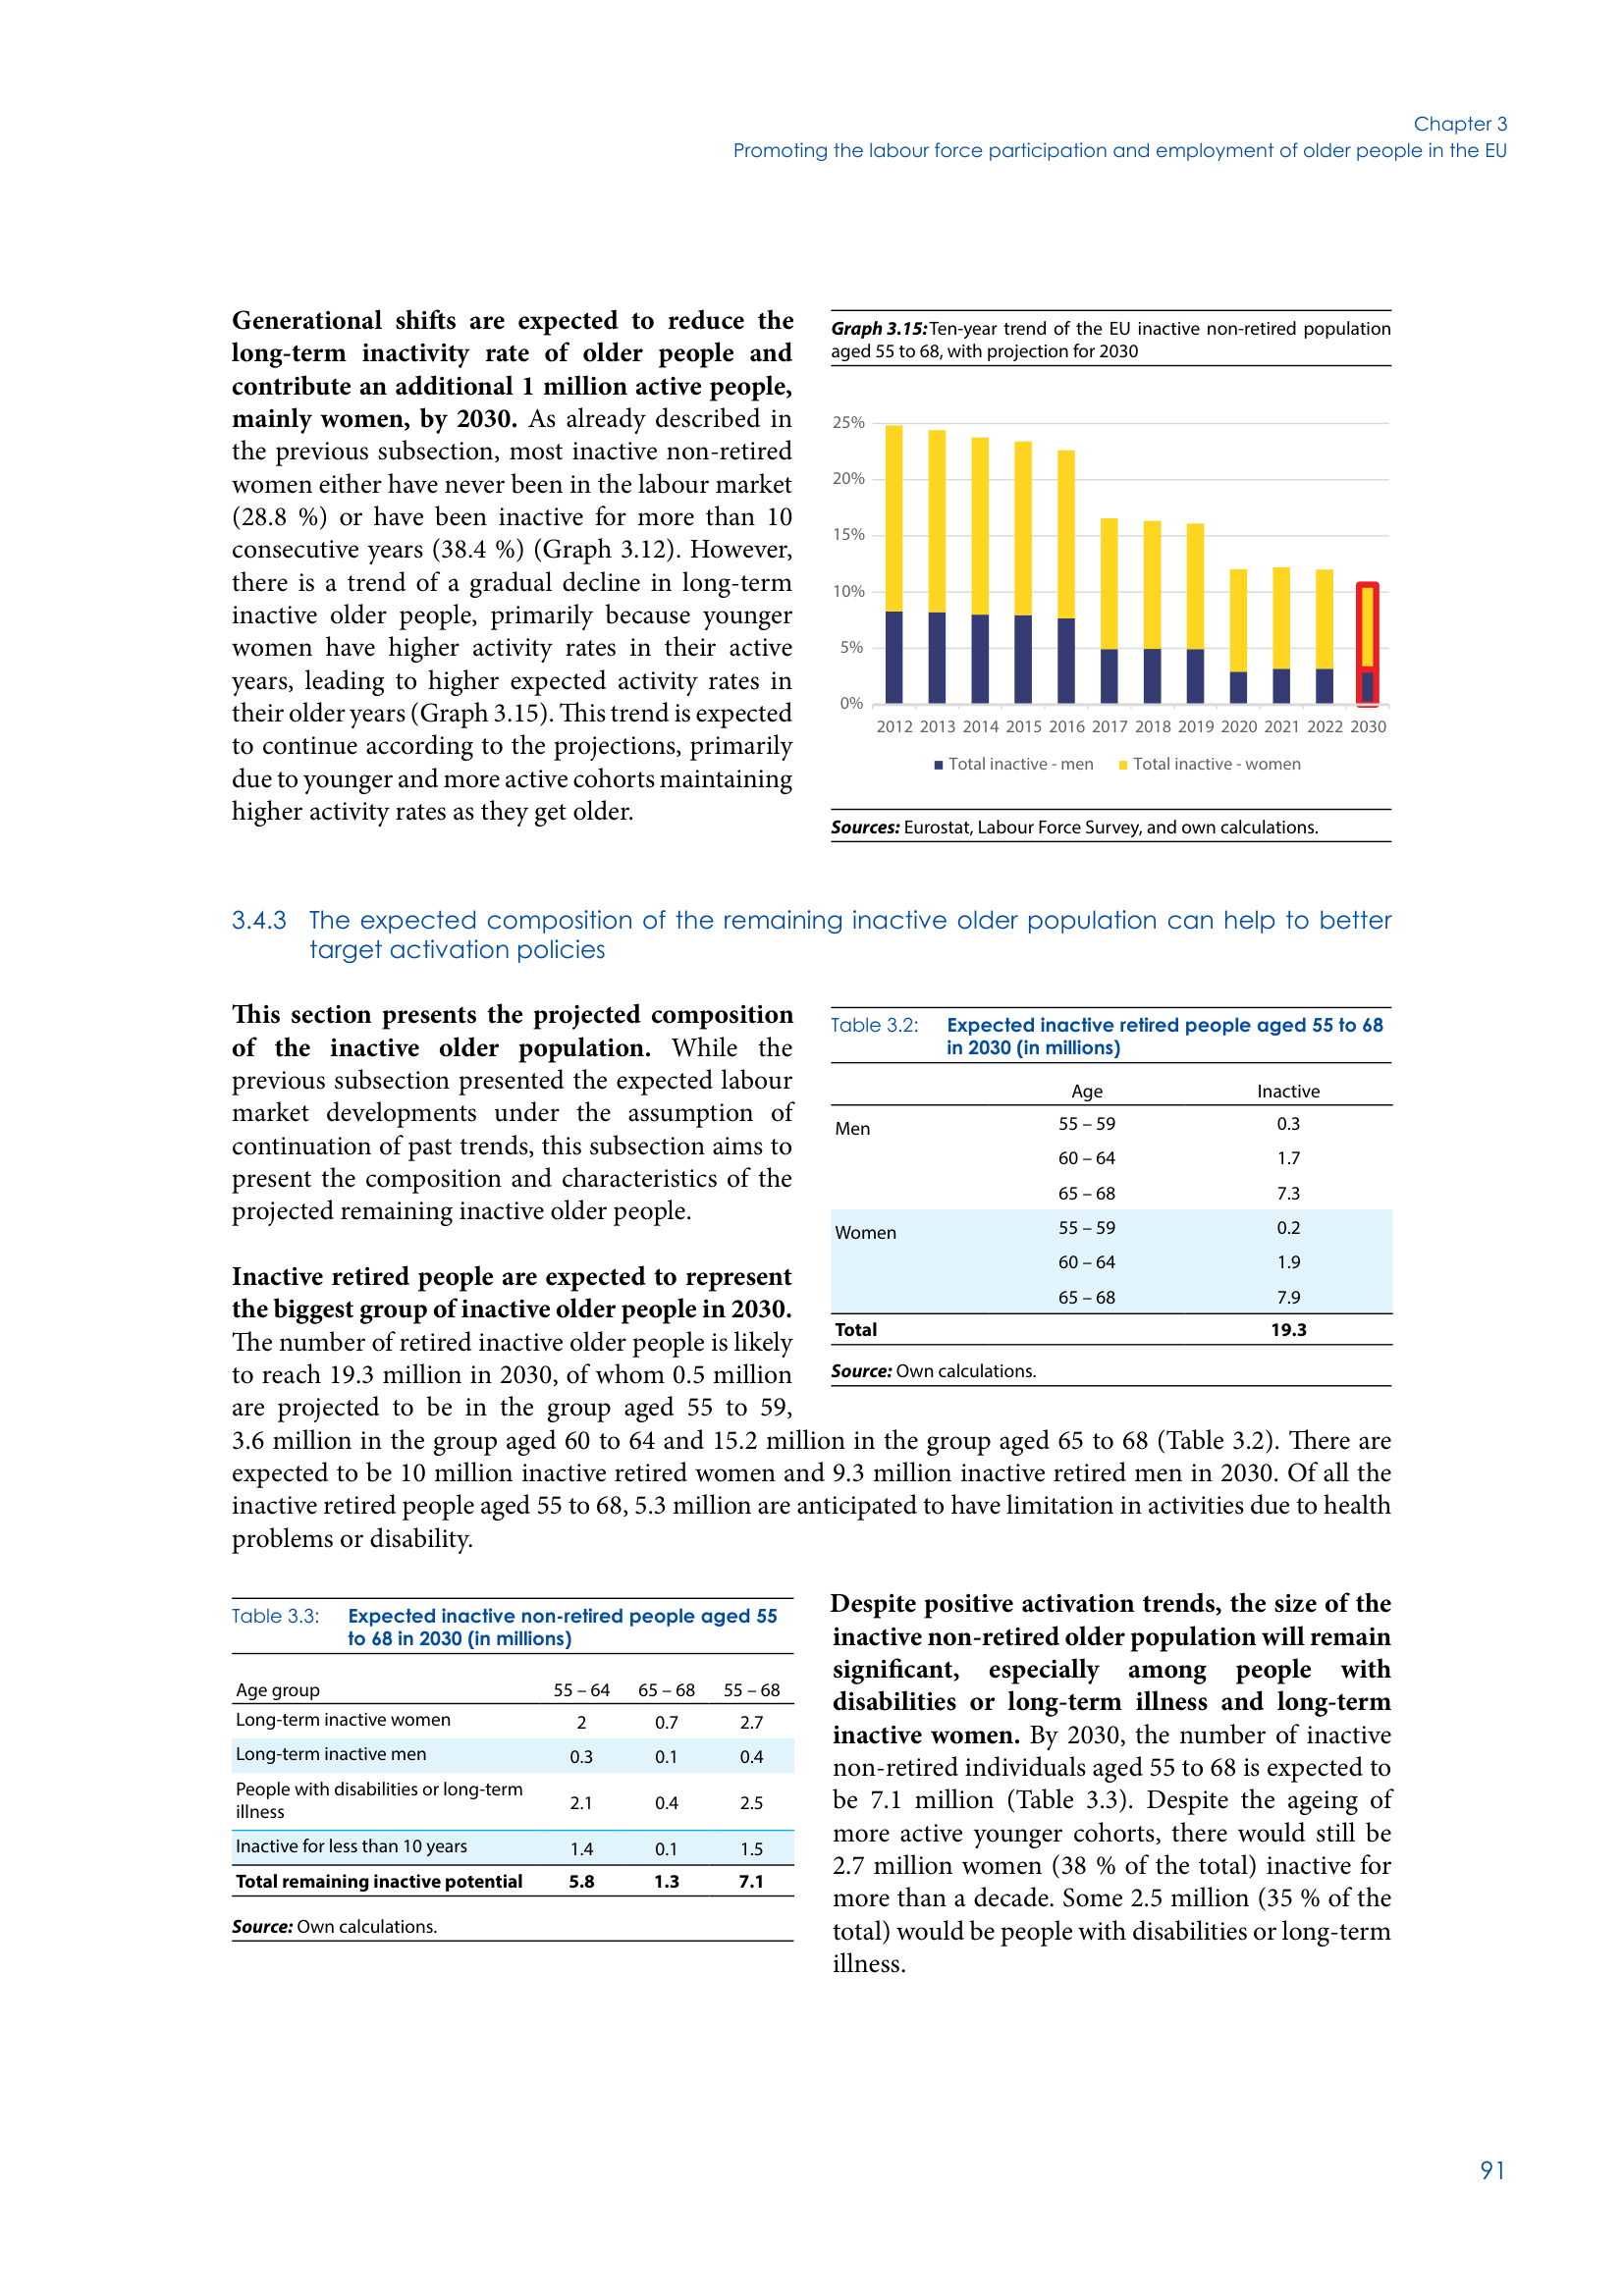 Chapter 3
Promoting the labour force participation and employment of older people in the EU
Generational shifts are expected to reduce the
long-term inactivity rate of older people and
contribute an additional 1 million active people,
mainly women, by 2030. As already described in
the previous subsection, most inactive non-retired
women either have never been in the labour market
(28.8 %) or have been inactive for more than 10
consecutive years (38.4 %) (Graph 3.12). However,
there is a trend of a gradual decline in long-term
inactive older people, primarily because younger
women have higher activity rates in their active
years, leading to higher expected activity rates in
their older years (Graph 3.15). This trend is expected
to continue according to the projections, primarily
due to younger and more active cohorts maintaining
higher activity rates as they get older.
Graph 3.15: Ten-year trend of the EU inactive non-retired population
aged 55 to 68, with projection for 2030
25%
20%
15%
10%
5%
0%
2012 2013 2014 2015 2016 2017 2018 2019 2020 2021 2022 2030
Total inactive - men Total inactive - women
Sources: Eurostat, Labour Force Survey, and own calculations.
3.4.3 The expected composition of the remaining inactive older population can help to better
target activation policies
This section presents the projected composition
of the inactive older population. While the
previous subsection presented the expected labour
market developments under the assumption of
continuation of past trends, this subsection aims to
present the composition and characteristics of the
projected remaining inactive older people.
Inactive retired people are expected to represent
the biggest group of inactive older people in 2030.
The number of retired inactive older people is likely
to reach 19.3 million in 2030, of whom 0.5 million
are projected to be in the group aged 55 to 59,
Table 3.2: Expected inactive retired people aged 55 to 68
in 2030 (in millions)
Age Inactive
Men 55 – 59 0.3
60 – 64 1.7
65 – 68 7.3
Women 55 – 59 0.2
60 – 64 1.9
65 – 68 7.9
Total 19.3
Source: Own calculations.
3.6 million in the group aged 60 to 64 and 15.2 million in the group aged 65 to 68 (Table 3.2). There are
expected to be 10 million inactive retired women and 9.3 million inactive retired men in 2030. Of all the
inactive retired people aged 55 to 68, 5.3 million are anticipated to have limitation in activities due to health
problems or disability.
Table 3.3: Expected inactive non-retired people aged 55
to 68 in 2030 (in millions)
Age group 55 – 64 65 – 68 55 – 68
Long-term inactive women 2 0.7 2.7
Long-term inactive men 0.3 0.1 0.4
People with disabilities or long-term
illness 2.1 0.4 2.5
Inactive for less than 10 years 1.4 0.1 1.5
Total remaining inactive potential 5.8 1.3 7.1
Source: Own calculations.
Despite positive activation trends, the size of the
inactive non-retired older population will remain
significant, especially among people with
disabilities or long-term illness and long-term
inactive women. By 2030, the number of inactive
non-retired individuals aged 55 to 68 is expected to
be 7.1 million (Table 3.3). Despite the ageing of
more active younger cohorts, there would still be
2.7 million women (38 % of the total) inactive for
more than a decade. Some 2.5 million (35 % of the
total) would be people with disabilities or long-term
illness.
91